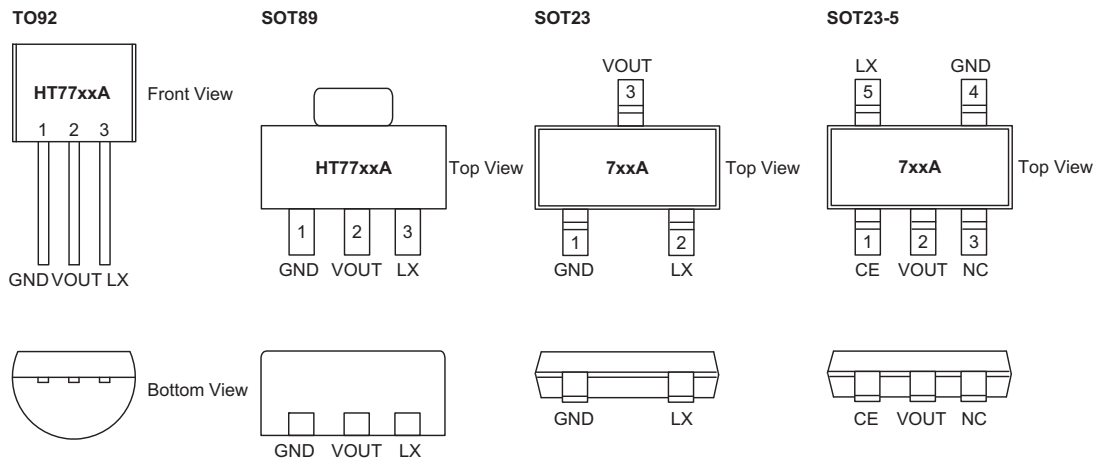 TO92
SOT89
SOT23
SOT23-5
HT77xxA
1 2 3
Front View
GND VOUT LX
HT77xxA
Top View
1 2 3
GND VOUT LX
VOUT
3
7xxA
Top View
1 2
GND LX
LX GND
5 4
7xxA
Top View
1 2 3
CE VOUT NC
Bottom View
GND VOUT LX
GND LX
CE VOUT NC